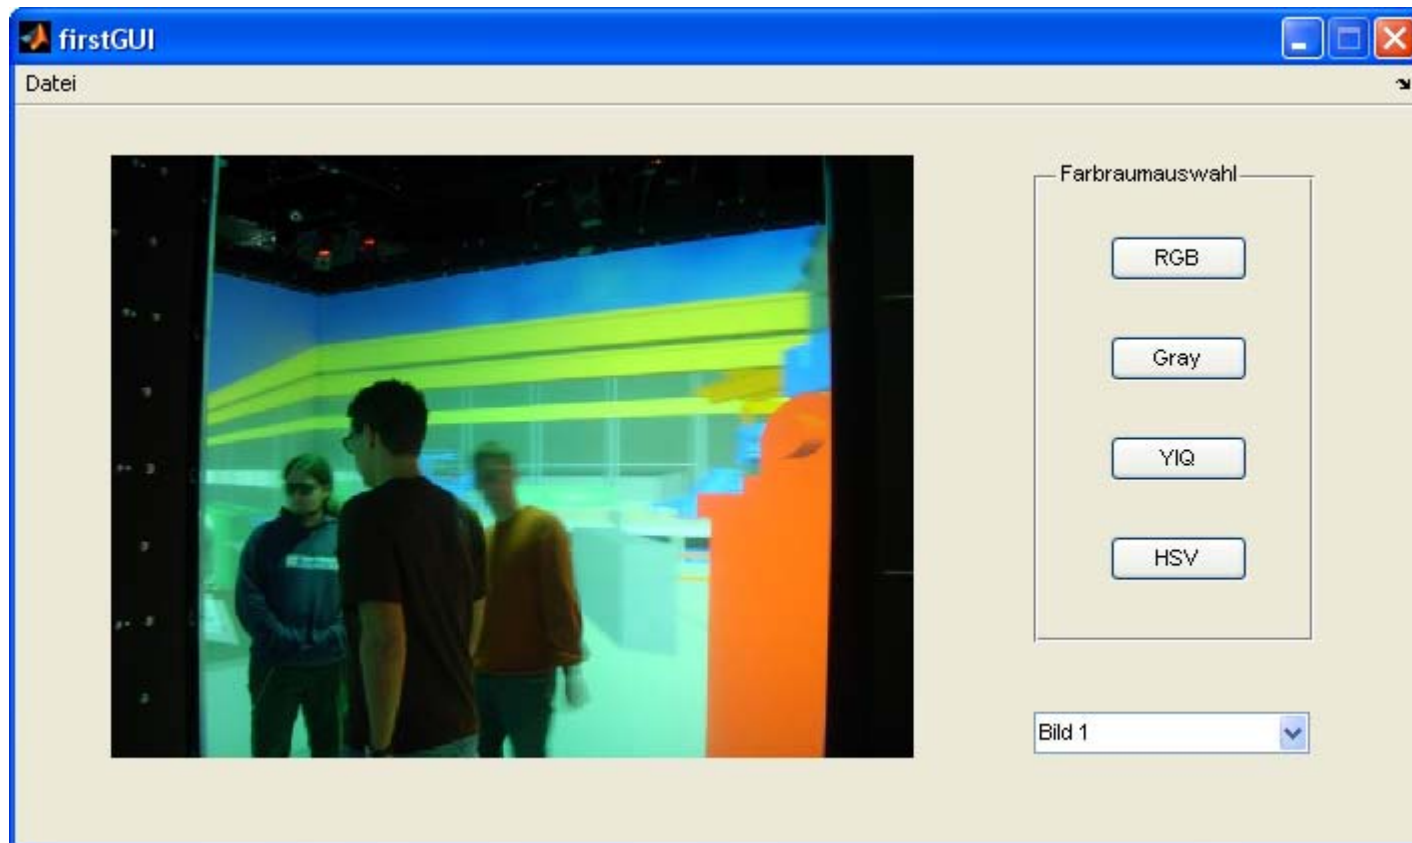 firstGUI
Datei
Farbraumauswahl
RGB
Gray
YIQ
HSV
Bild 1